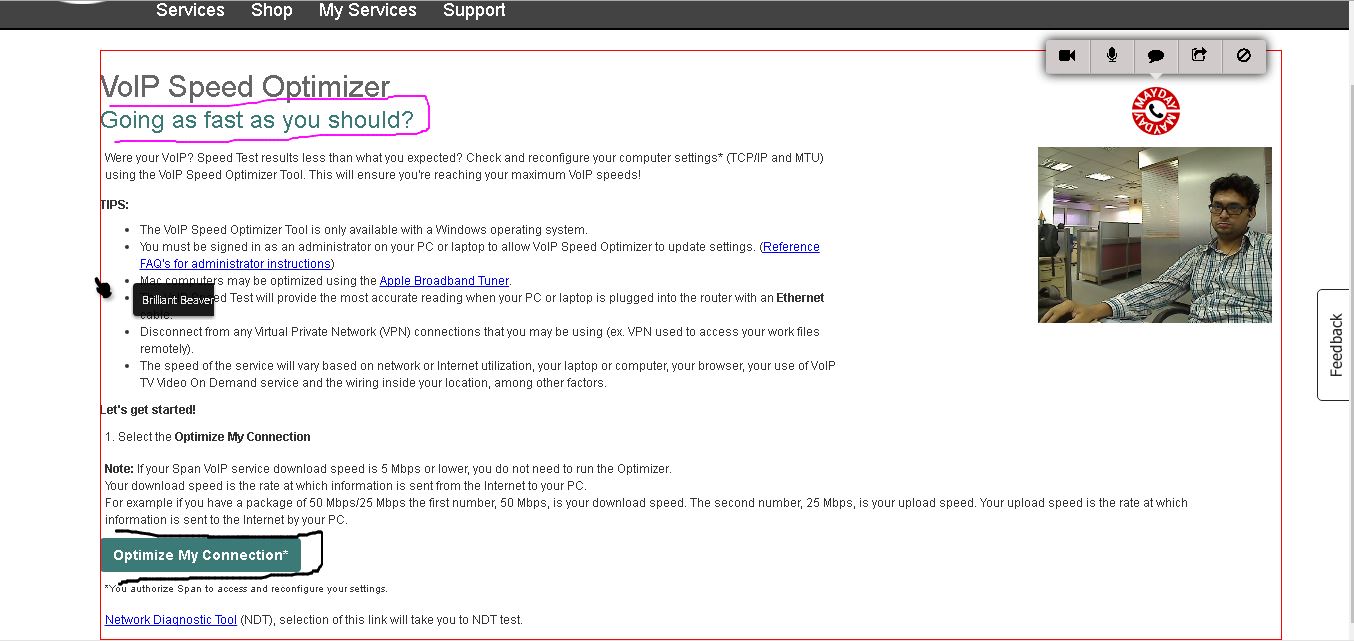 Services Shop My Services Support
VoIP Speed Optimizer
Going as fast as you should?
Were your VoIP? Speed Test results less than what you expected? Check and reconfigure your computer settings* (TCP/IP and MTU)
using the VoIP Speed Optimizer Tool. This will ensure you're reaching your maximum VoIP speeds!
TIPS:
The VoIP Speed Optimizer Tool is only available with a Windows operating system.
You must be signed in as an administrator on your PC or laptop to allow VoIP Speed Optimizer to update settings. (Reference
FAQ's for administrator instructions)
Mac computers may be optimized using the Apple Broadband Tuner.
Brilliant Beaver
Test will provide the most accurate reading when your PC or laptop is plugged into the router with an Ethernet
cable.
Disconnect from any Virtual Private Network (VPN) connections that you may be using (ex. VPN used to access your work files
remotely).
The speed of the service will vary based on network or Internet utilization, your laptop or computer, your browser, your use of VoIP
TV Video On Demand service and the wiring inside your location, among other factors.
Let's get started!
1. Select the Optimize My Connection
Note: If your Span VoIP service download speed is 5 Mbps or lower, you do not need to run the Optimizer.
Your download speed is the rate at which information is sent from the Internet to your PC.
For example if you have a package of 50 Mbps/25 Mbps the first number, 50 Mbps, is your download speed. The second number, 25 Mbps, is your upload speed. Your upload speed is the rate at which
information is sent to the Internet by your PC.
Optimize My Connection*
*You authorize Span to access and reconfigure your settings.
Network Diagnostic Tool (NDT), selection of this link will take you to NDT test.
MAYDAY MAYDAY
Feedback